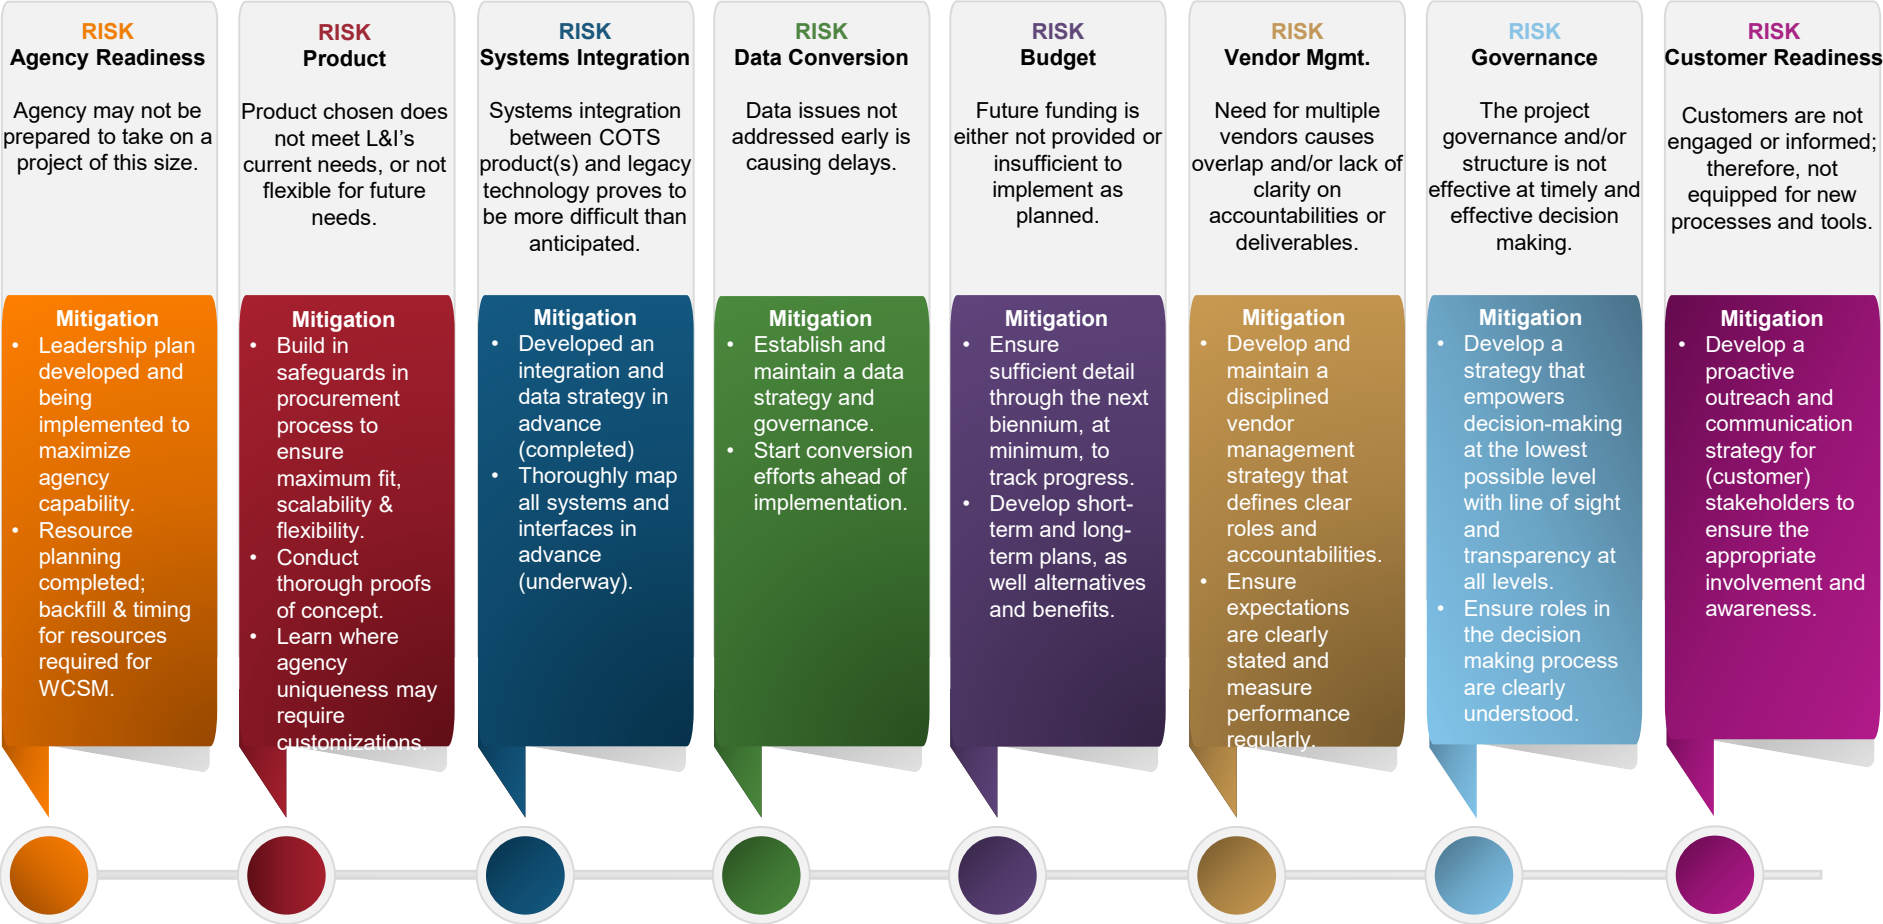 RISK
Agency Readiness
Agency may not be
prepared to take on a
project of this size.
Mitigation
• Leadership plan
developed and
being
implemented to
maximize
agency
capability.
• Resource
planning
completed;
backfill & timing
for resources
required for
WCSM.
RISK
Product
Product chosen does
not meet L&I’s
current needs, or not
flexible for future
needs.
Mitigation
• Build in
safeguards in
procurement
process to
ensure
maximum fit,
scalability &
flexibility.
• Conduct
thorough proofs
of concept.
• Learn where
agency
uniqueness may
require
customizations.
RISK
Systems Integration
Systems integration
between COTS
product(s) and legacy
technology proves to
be more difficult than
anticipated.
Mitigation
• Developed an
integration and
data strategy in
advance
(completed)
• Thoroughly map
all systems and
interfaces in
advance
(underway).
RISK
Data Conversion
Data issues not
addressed early is
causing delays.
Mitigation
• Establish and
maintain a data
strategy and
governance.
• Start conversion
efforts ahead of
implementation.
RISK
Budget
Future funding is
either not provided or
insufficient to
implement as
planned.
Mitigation
• Ensure
sufficient detail
through the next
biennium, at
minimum, to
track progress.
• Develop short-
term and long-
term plans, as
well alternatives
and benefits.
RISK
Vendor Mgmt.
Need for multiple
vendors causes
overlap and/or lack of
clarity on
accountabilities or
deliverables.
Mitigation
• Develop and
maintain a
disciplined
vendor
management
strategy that
defines clear
roles and
accountabilities.
• Ensure
expectations
are clearly
stated and
measure
performance
regularly.
RISK
Governance
The project
governance and/or
structure is not
effective at timely and
effective decision
making.
Mitigation
• Develop a
strategy that
empowers
decision-making
at the lowest
possible level
with line of sight
and
transparency at
all levels.
• Ensure roles in
the decision
making process
are clearly
understood.
RISK
Customer Readiness
Customers are not
engaged or informed;
therefore, not
equipped for new
processes and tools.
Mitigation
• Develop a
proactive
outreach and
communication
strategy for
(customer)
stakeholders to
ensure the
appropriate
involvement and
awareness.